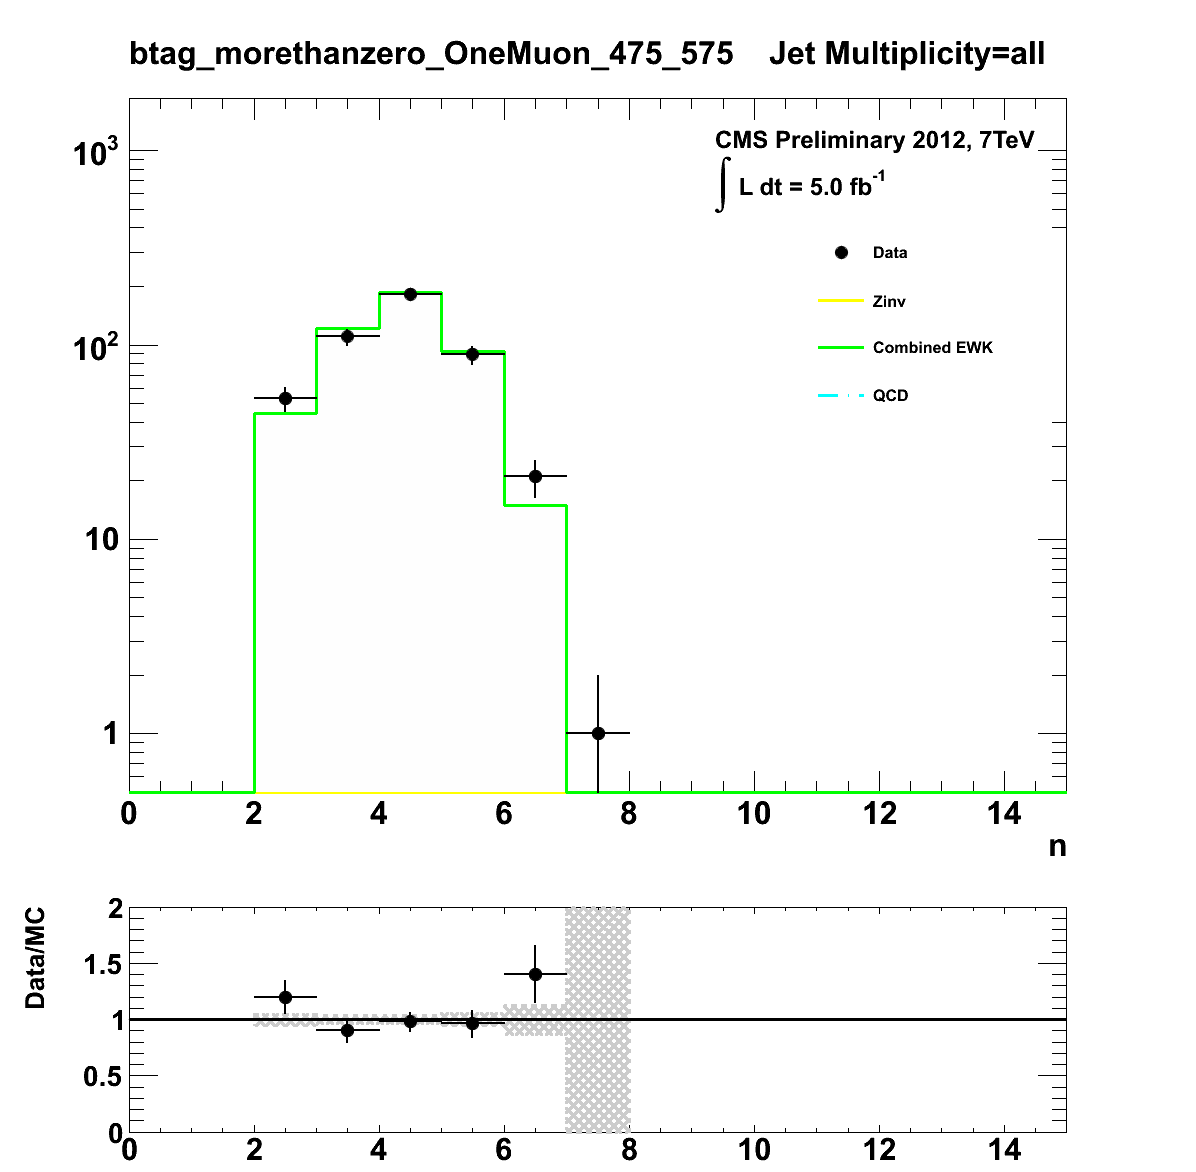 btag_morethanzero_OneMuon_475_575 Jet Multiplicity=all
CMS Preliminary 2012, 7TeV
∫ L dt = 5.0 fb⁻¹
Data
Zinv
Combined EWK
QCD
10³
10²
10
1
0 2 4 6 8 10 12 14
n
Data/MC
2
1.5
1
0.5
0
0 2 4 6 8 10 12 14